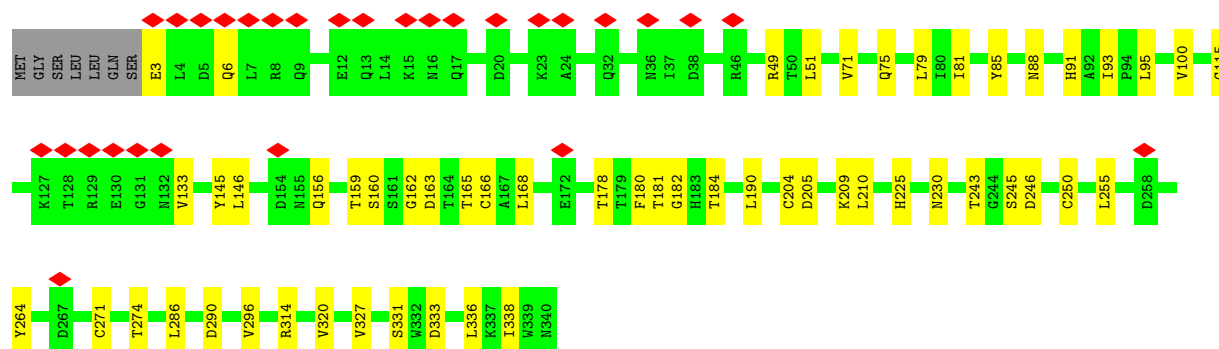 MET GLY SER LEU LEU GLN SER E3 L4 D5 Q6 L7 R8 Q9 E12 Q13 L14 K15 N16 Q17 D20 K23 A24 Q32 N36 I37 D38 R46 R49 T50 L51 V71 Q75 L79 I80 I81 Y85 N88 H91 A92 I93 P94 L95 V100
K127 T128 R129 E130 G131 N132 V133 Y145 L146 D154 N155 Q156 T159 S160 S161 G162 D163 T164 T165 C166 A167 L168 E172 T178 T179 F180 T181 G182 H183 T184 L190 C204 D205 K209 L210 H225 N230 T243 G244 S245 D246 C250 L255 D258
Y264 D267 C271 T274 L286 D290 V296 R314 V320 V327 S331 W332 D333 L336 K337 I338 W339 N340